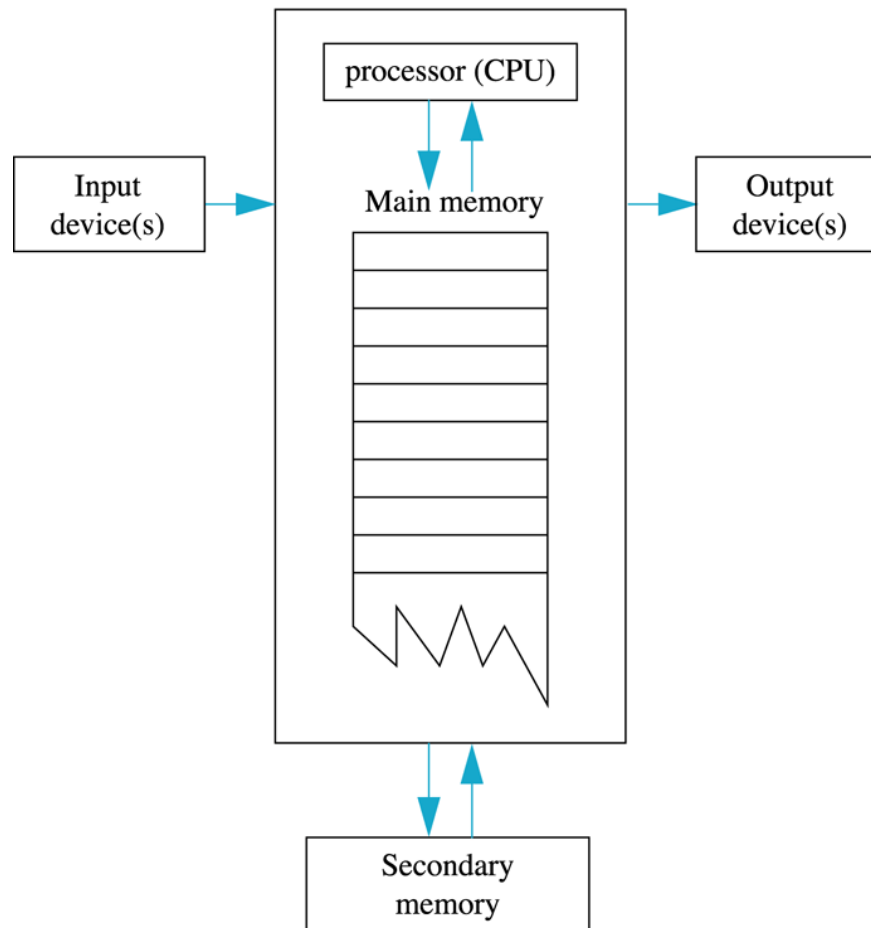 processor (CPU)
Input
device(s)
Main memory
Output
device(s)
Secondary
memory